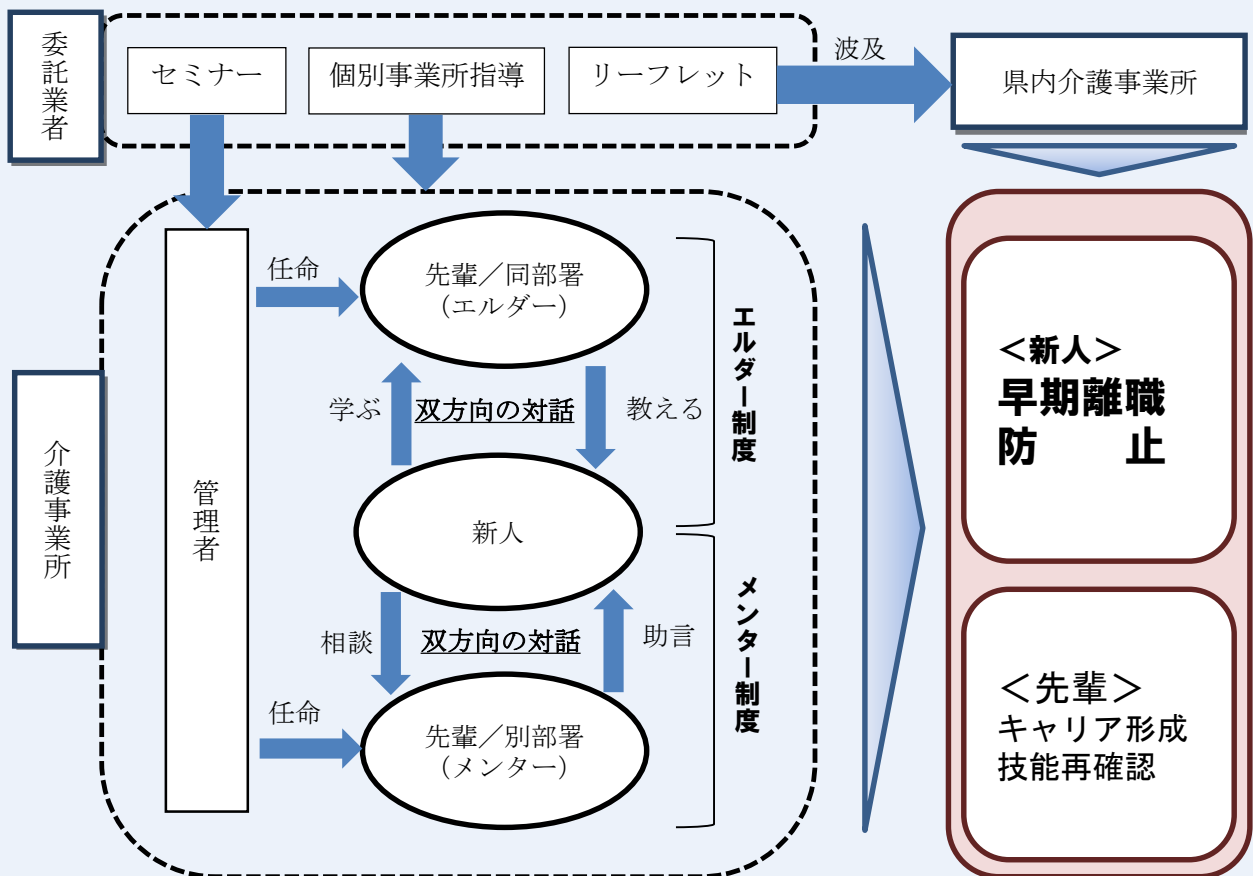 委託業者
セミナー
個別事業所指導
リーフレット
波及
県内介護事業所
介護事業所
管理者
任命
先輩／同部署
（エルダー）
学ぶ
双方向の対話
教える
エルダー制度
新人
相談
双方向の対話
助言
メンター制度
任命
先輩／別部署
（メンター）
＜新人＞
早期離職
防　　止
＜先輩＞
キャリア形成
技能再確認